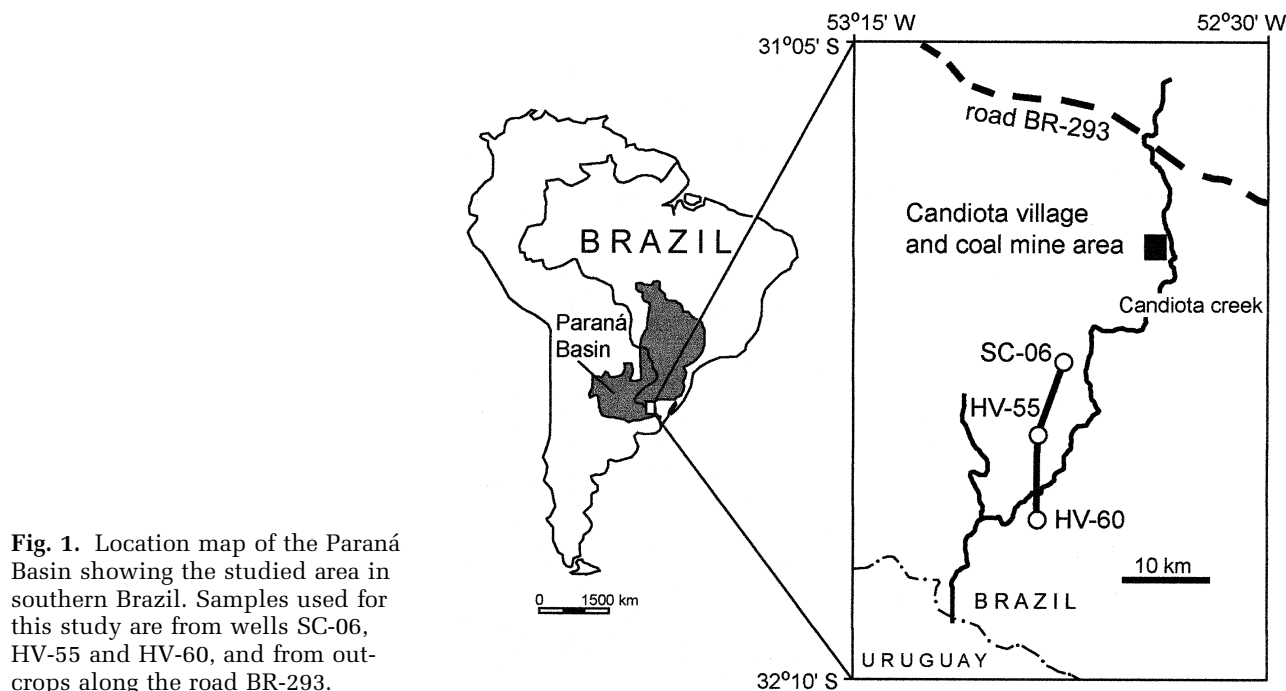 53°15' W
52°30' W
31°05' S
road BR-293
Candiota village
and coal mine area
Candiota creek
SC-06
HV-55
HV-60
10 km
BRAZIL
URUGUAY
32°10' S
BRAZIL
Paraná
Basin
0 1500 km
Fig. 1. Location map of the Paraná
Basin showing the studied area in
southern Brazil. Samples used for
this study are from wells SC-06,
HV-55 and HV-60, and from out-
crops along the road BR-293.